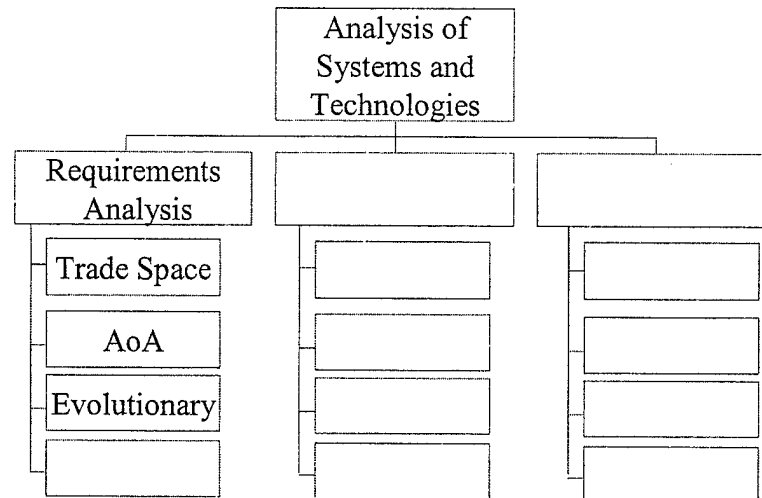 Analysis of
Systems and
Technologies
Requirements
Analysis
Trade Space
AoA
Evolutionary